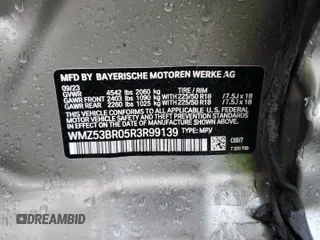 MFD BY: BAYERISCHE MOTOREN WERKE AG
09/23
GVWR 4542 lbs 2060 kg TIRE / RIM
GAWR FRONT 2403 lbs 1090 kg 225/50 R18 / 7.5J x 18
GAWR REAR 2260 lbs 1025 kg 225/50 R18 / 7.5J x 18
THIS VEHICLE CONFORMS TO ALL APPLICABLE U.S. FEDERAL MOTOR VEHICLE
SAFETY, BUMPER, AND THEFT PREVENTION STANDARDS
IN EFFECT ON THE DATE OF MANUFACTURE SHOWN ABOVE.
WMZ53BR05R3R99139 TYPE: MPV
DREAMBID